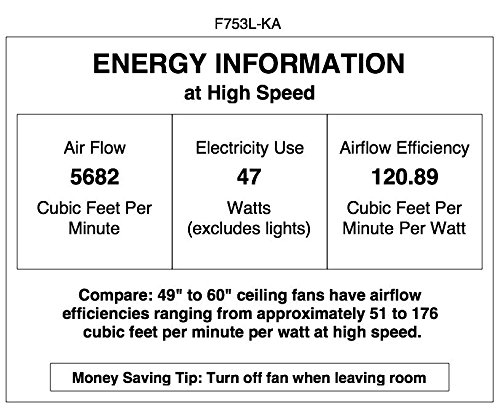 F753L-KA
ENERGY INFORMATION
at High Speed
Air Flow
5682
Cubic Feet Per
Minute
Electricity Use
47
Watts
(excludes lights)
Airflow Efficiency
120.89
Cubic Feet Per
Minute Per Watt
Compare: 49" to 60" ceiling fans have airflow
efficiencies ranging from approximately 51 to 176
cubic feet per minute per watt at high speed.
Money Saving Tip: Turn off fan when leaving room